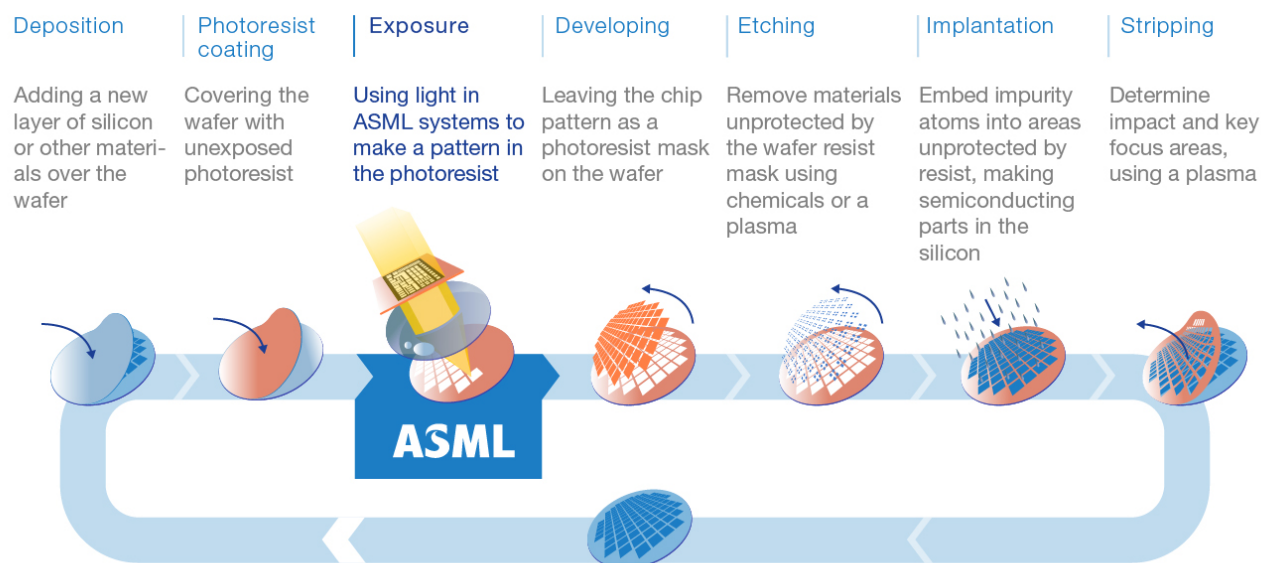 Deposition
Adding a new
layer of silicon
or other materi-
als over the
wafer
Photoresist
coating
Covering the
wafer with
unexposed
photoresist
Exposure
Using light in
ASML systems to
make a pattern in
the photoresist
Developing
Leaving the chip
pattern as a
photoresist mask
on the wafer
Etching
Remove materials
unprotected by
the wafer resist
mask using
chemicals or a
plasma
Implantation
Embed impurity
atoms into areas
unprotected by
resist, making
semiconducting
parts in the
silicon
Stripping
Determine
impact and key
focus areas,
using a plasma
ASML